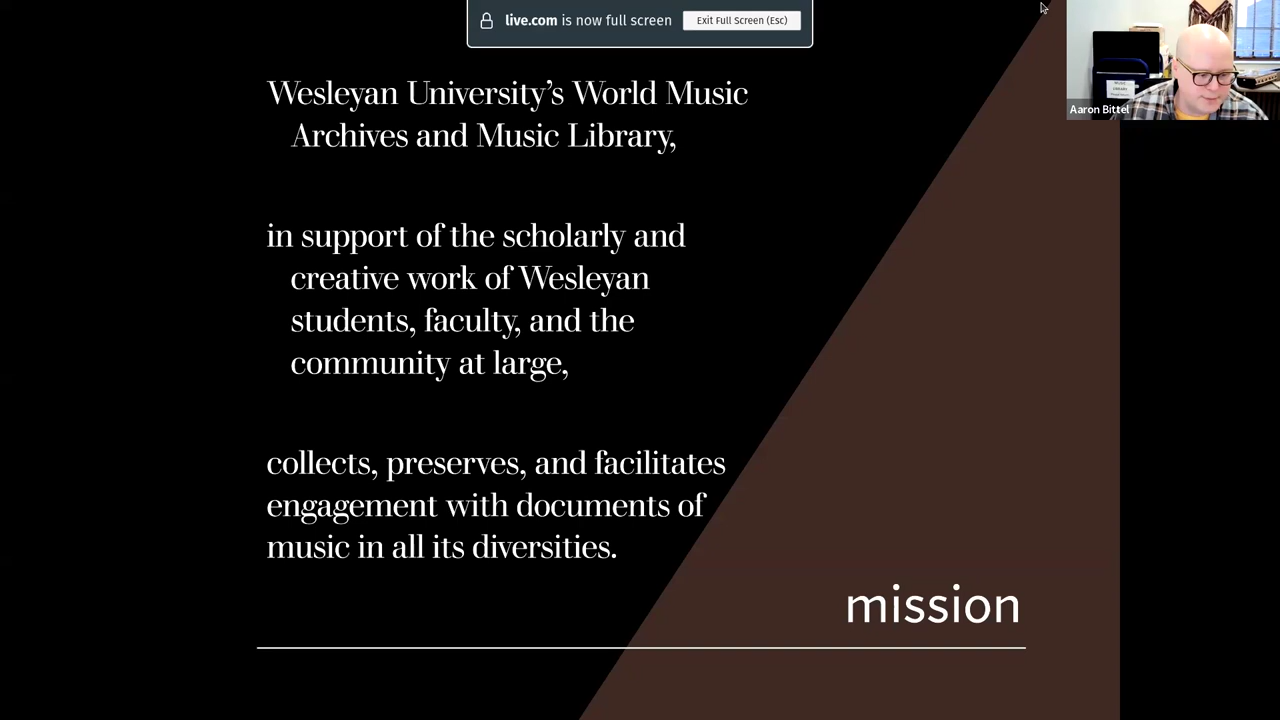 live.com is now full screen
Exit Full Screen (Esc)
Aaron Bittel
Wesleyan University’s World Music
Archives and Music Library,
in support of the scholarly and
creative work of Wesleyan
students, faculty, and the
community at large,
collects, preserves, and facilitates
engagement with documents of
music in all its diversities.
mission